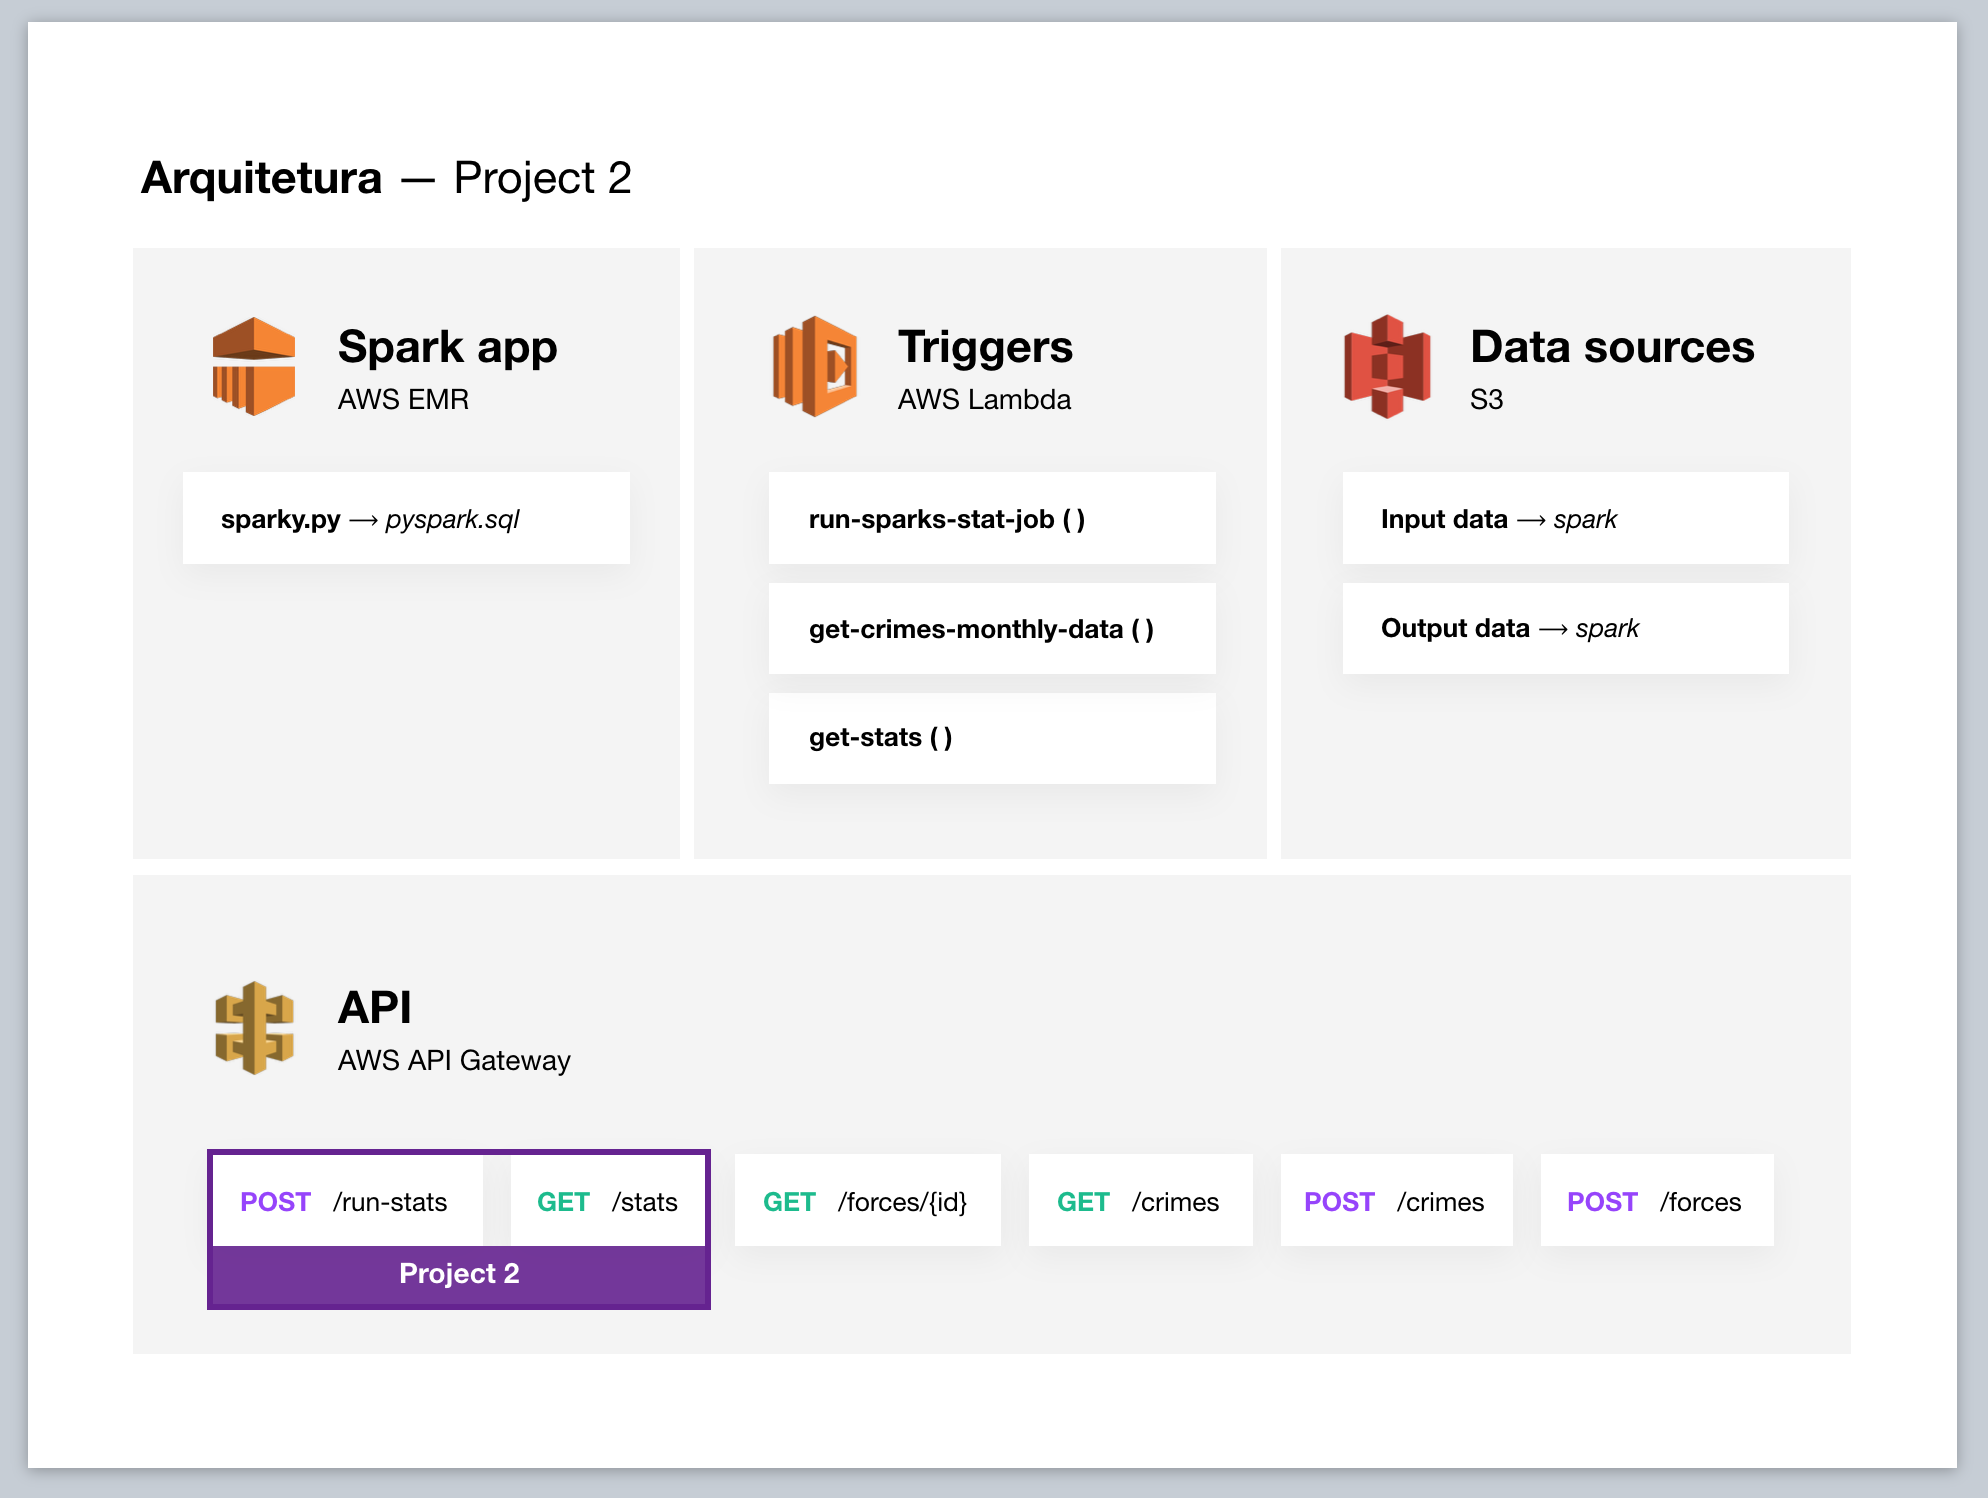 Arquitetura — Project 2
Spark app
AWS EMR
sparky.py → pyspark.sql
Triggers
AWS Lambda
run-sparks-stat-job ( )
get-crimes-monthly-data ( )
get-stats ( )
Data sources
S3
Input data → spark
Output data → spark
API
AWS API Gateway
POST /run-stats
GET /stats
GET /forces/{id}
GET /crimes
POST /crimes
POST /forces
Project 2